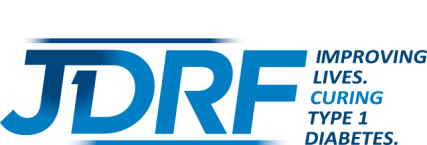 JDRF
IMPROVING
LIVES.
CURING
TYPE 1
DIABETES.